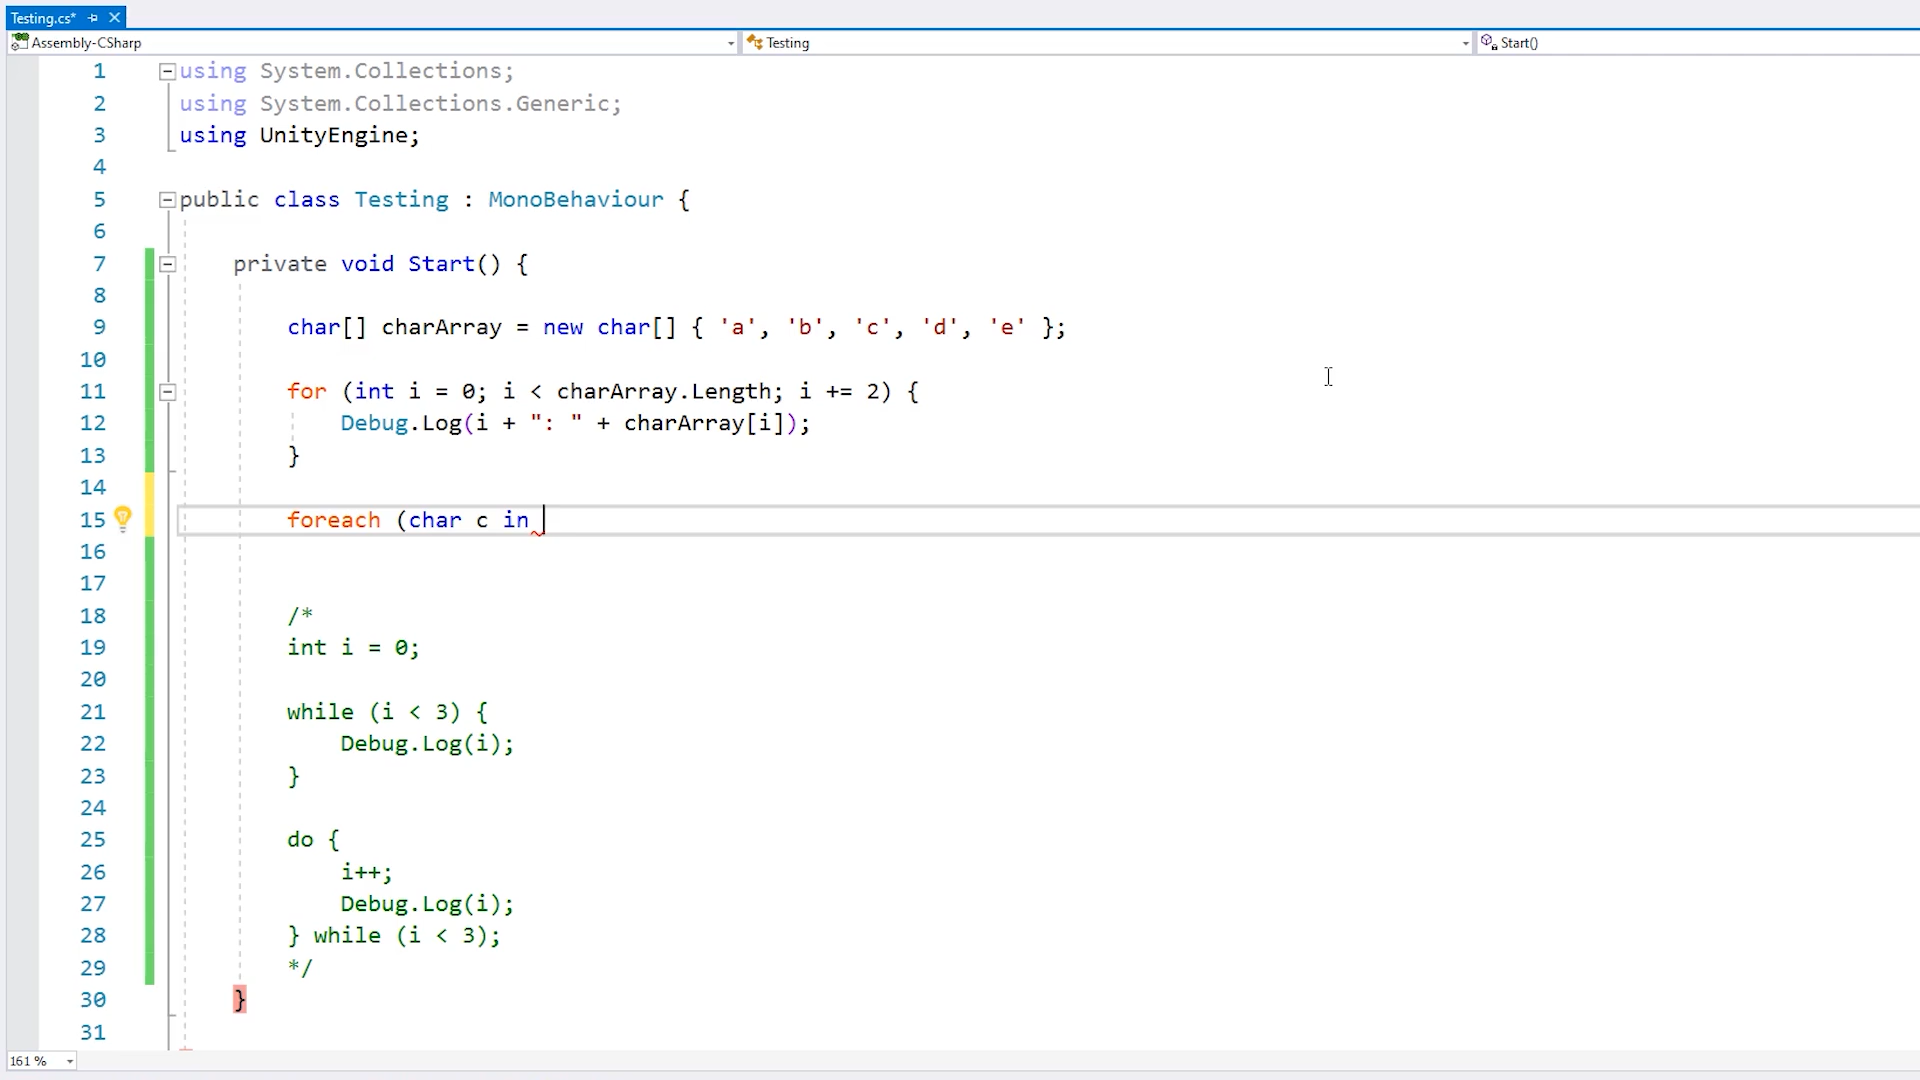 Testing.cs*
Assembly-CSharp Testing Start()
1 using System.Collections;
2 using System.Collections.Generic;
3 using UnityEngine;
4
5 public class Testing : MonoBehaviour {
6
7 private void Start() {
8
9 char[] charArray = new char[] { 'a', 'b', 'c', 'd', 'e' };
10
11 for (int i = 0; i < charArray.Length; i += 2) {
12 Debug.Log(i + ": " + charArray[i]);
13 }
14
15 foreach (char c in
16
17
18 /*
19 int i = 0;
20
21 while (i < 3) {
22 Debug.Log(i);
23 }
24
25 do {
26 i++;
27 Debug.Log(i);
28 } while (i < 3);
29 */
30 }
31
161 %